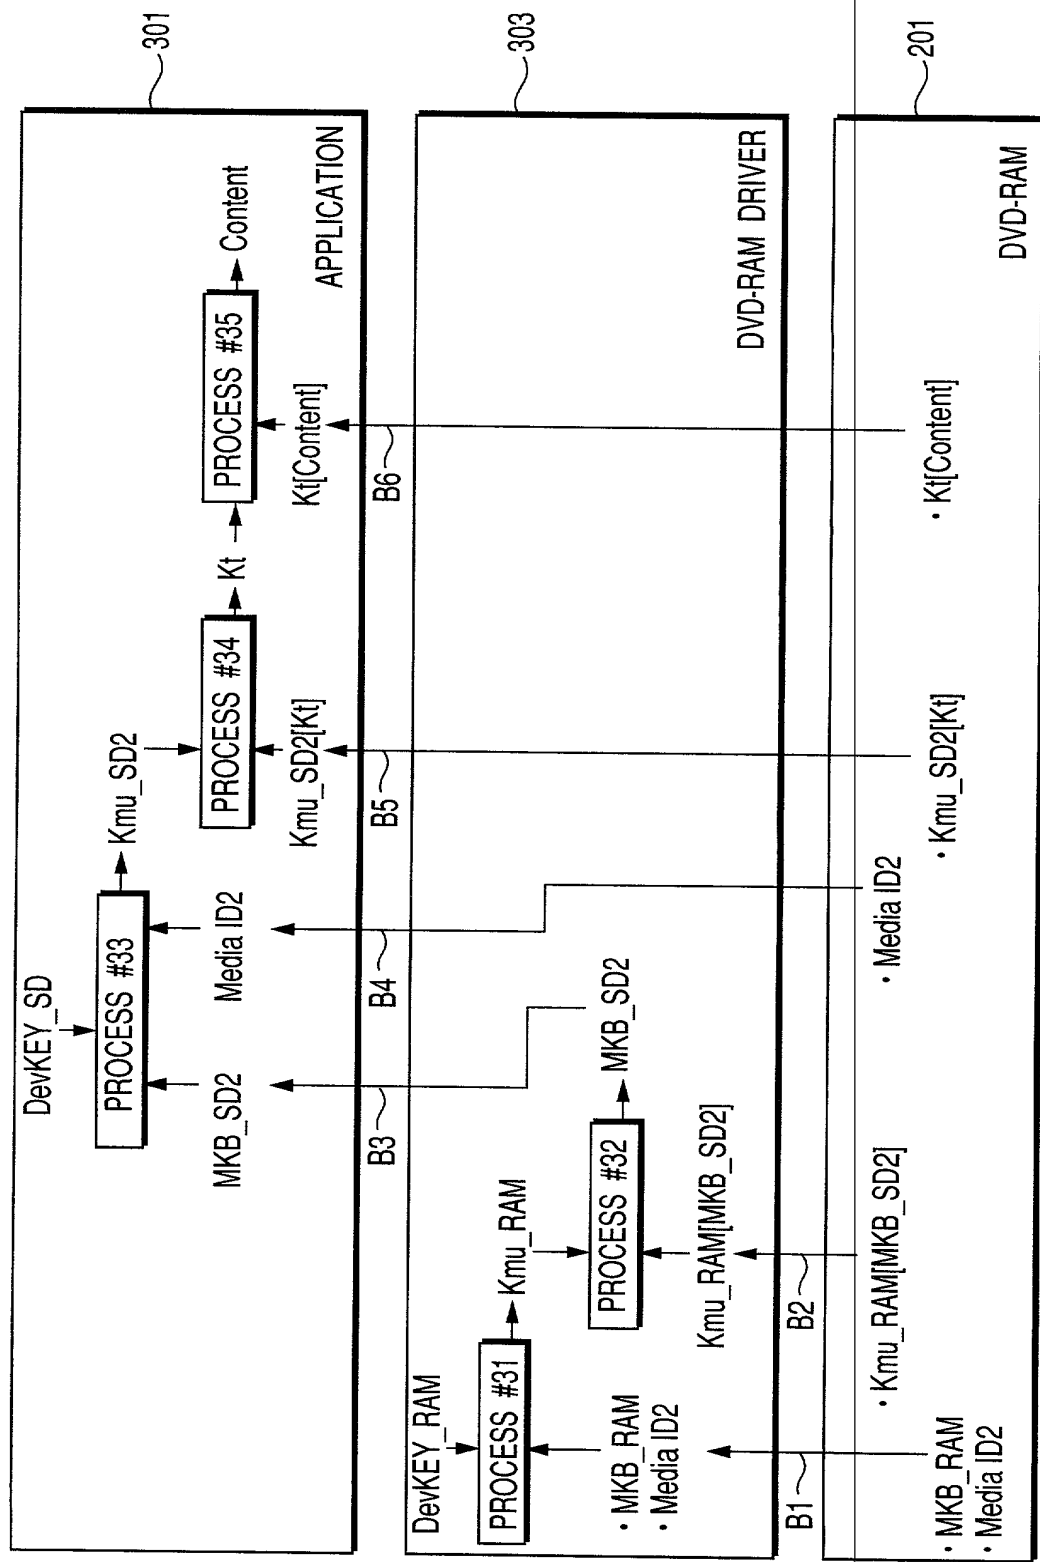 301
DevKEY_SD
PROCESS #33
MKB_SD2
Media ID2
Kmu_SD2
PROCESS #34
Kmu_SD2[Kt]
Kt
PROCESS #35
Kt[Content]
Content
APPLICATION
B3
B4
B5
B6
303
DevKEY_RAM
PROCESS #31
• MKB_RAM
• Media ID2
Kmu_RAM
PROCESS #32
Kmu_RAM[MKB_SD2]
MKB_SD2
DVD-RAM DRIVER
B1
B2
201
• MKB_RAM
• Media ID2
• Kmu_RAM[MKB_SD2]
• Media ID2
• Kmu_SD2[Kt]
• Kt[Content]
DVD-RAM